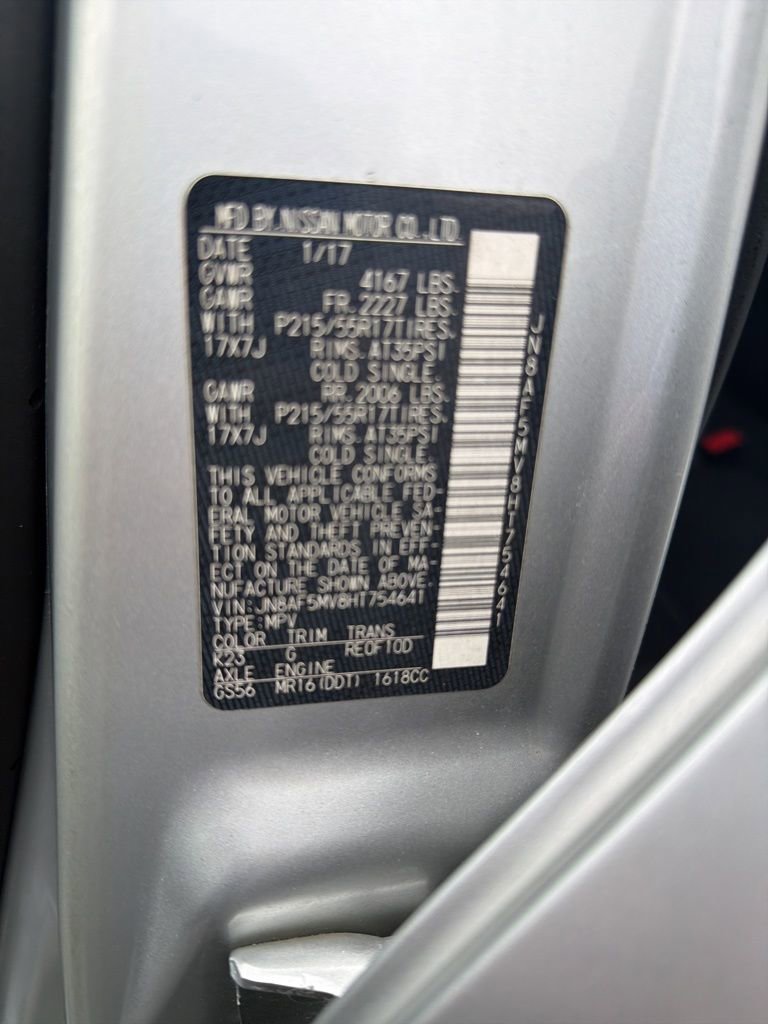 MFD BY.NISSAN MOTOR.CO.,LTD.
DATE 1/17
GVWR 4167 LBS.
GAWR FR.2227 LBS.
WITH P215/55R17TIRES.
17X7J RIMS.AT35PSI
COLD SINGLE.
GAWR RR.2006 LBS.
WITH P215/55R17TIRES.
17X7J RIMS.AT35PSI
COLD SINGLE.
THIS VEHICLE CONFORMS
TO ALL APPLICABLE FED-
ERAL MOTOR VEHICLE SA-
FETY AND THEFT PREVEN-
TION STANDARDS IN EFF-
ECT ON THE DATE OF MA-
NUFACTURE SHOWN ABOVE.
VIN:JN8AF5MV8HT754641
TYPE:MPV
COLOR TRIM TRANS
K23 G RE0FT0D
AXLE ENGINE
GS56 MR16(DDT) 1618CC
JN8AF5MV8HT754641